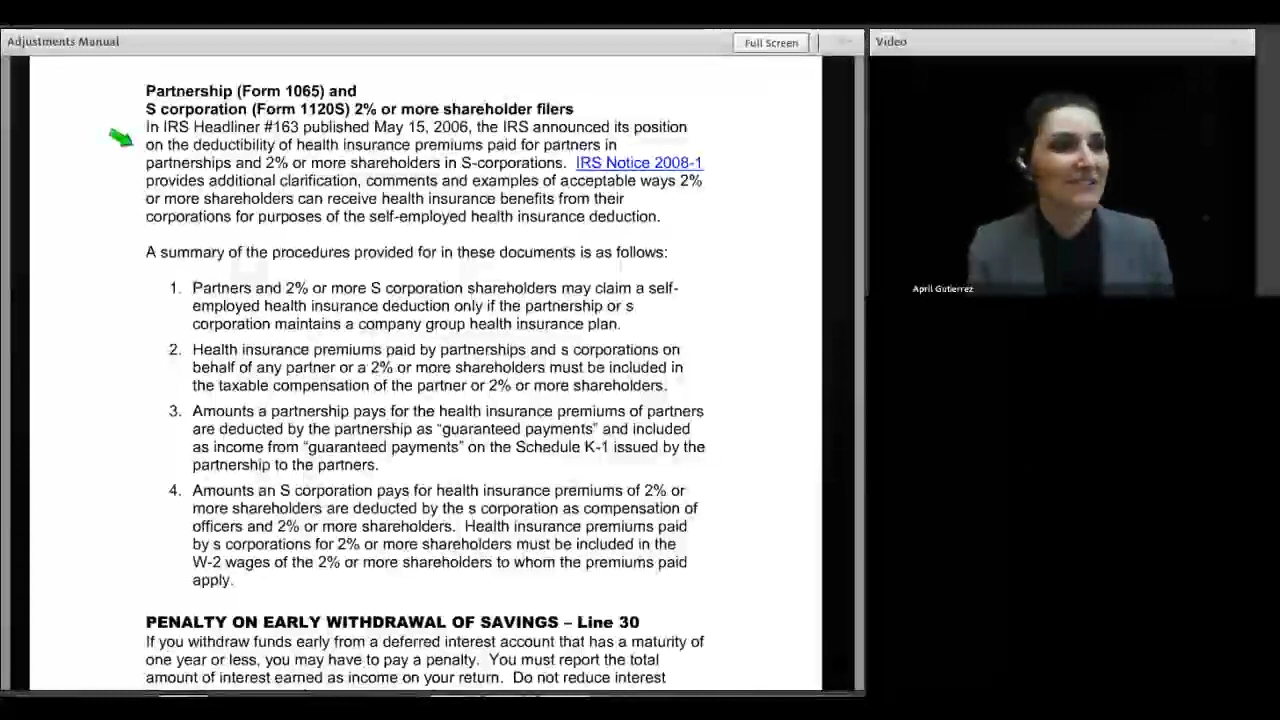 Adjustments Manual
Full Screen
Video
Partnership (Form 1065) and
S corporation (Form 1120S) 2% or more shareholder filers
In IRS Headliner #163 published May 15, 2006, the IRS announced its position
on the deductibility of health insurance premiums paid for partners in
partnerships and 2% or more shareholders in S-corporations. IRS Notice 2008-1
provides additional clarification, comments and examples of acceptable ways 2%
or more shareholders can receive health insurance benefits from their
corporations for purposes of the self-employed health insurance deduction.
A summary of the procedures provided for in these documents is as follows:
1. Partners and 2% or more S corporation shareholders may claim a self-
employed health insurance deduction only if the partnership or s
corporation maintains a company group health insurance plan.
2. Health insurance premiums paid by partnerships and s corporations on
behalf of any partner or a 2% or more shareholders must be included in
the taxable compensation of the partner or 2% or more shareholders.
3. Amounts a partnership pays for the health insurance premiums of partners
are deducted by the partnership as “guaranteed payments” and included
as income from “guaranteed payments” on the Schedule K-1 issued by the
partnership to the partners.
4. Amounts an S corporation pays for health insurance premiums of 2% or
more shareholders are deducted by the s corporation as compensation of
officers and 2% or more shareholders. Health insurance premiums paid
by s corporations for 2% or more shareholders must be included in the
W-2 wages of the 2% or more shareholders to whom the premiums paid
apply.
PENALTY ON EARLY WITHDRAWAL OF SAVINGS – Line 30
If you withdraw funds early from a deferred interest account that has a maturity of
one year or less, you may have to pay a penalty. You must report the total
amount of interest earned as income on your return. Do not reduce interest
April Gutierrez